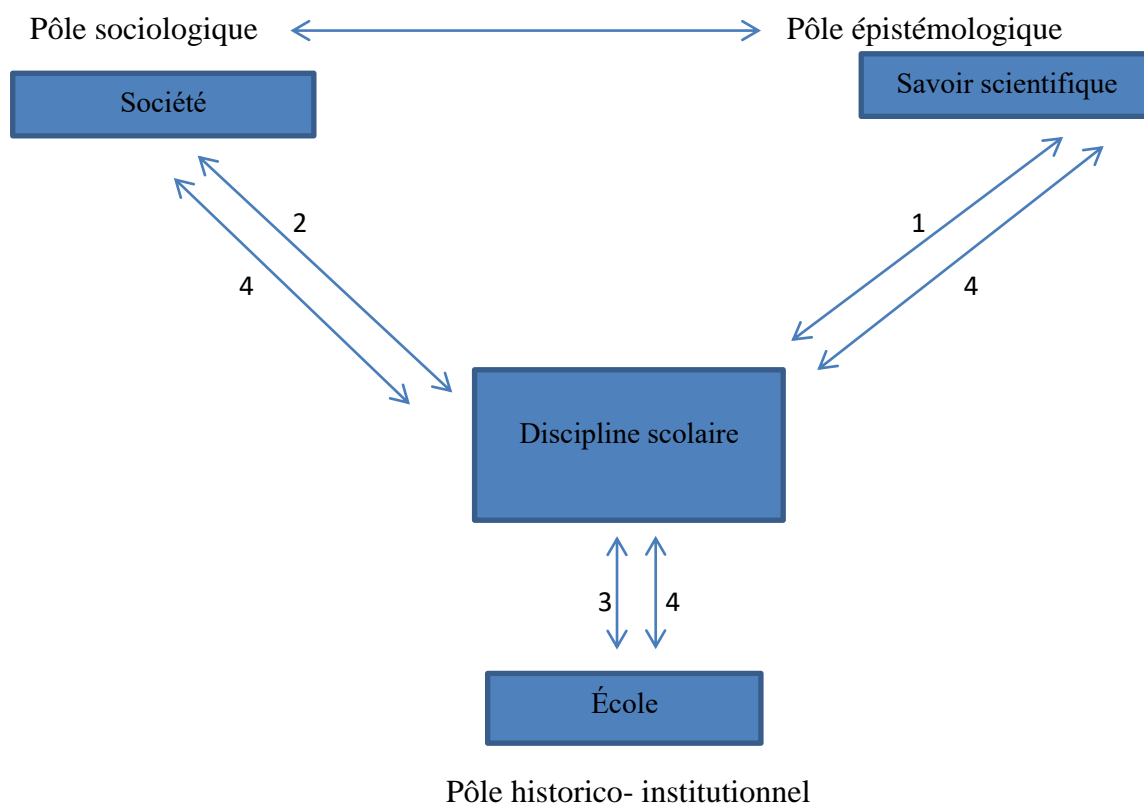 Pôle sociologique
Pôle épistémologique
Société
Savoir scientifique
2
1
4
4
Discipline scolaire
3
4
École
Pôle historico- institutionnel